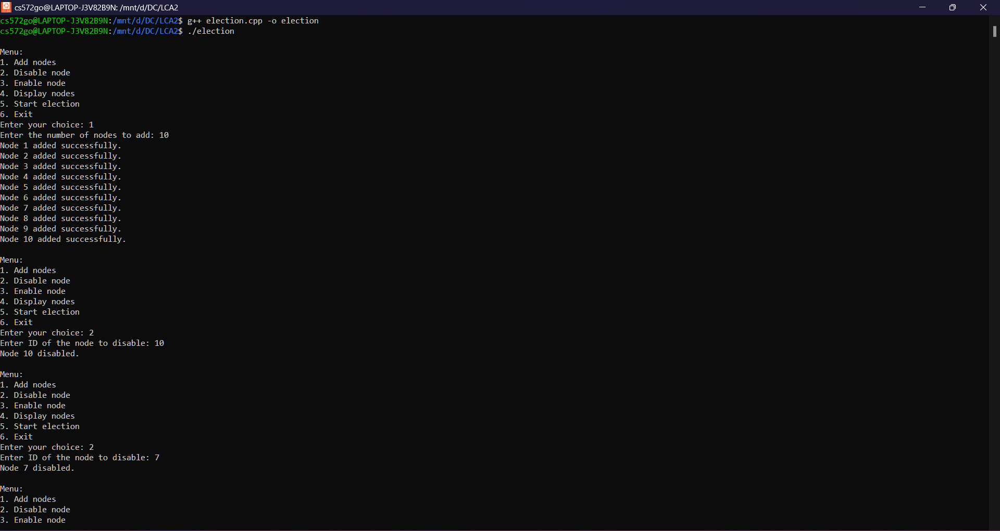 cs572go@LAPTOP-J3V82B9N: /mnt/d/DC/LCA2
cs572go@LAPTOP-J3V82B9N:/mnt/d/DC/LCA2$ g++ election.cpp -o election
cs572go@LAPTOP-J3V82B9N:/mnt/d/DC/LCA2$ ./election
Menu:
1. Add nodes
2. Disable node
3. Enable node
4. Display nodes
5. Start election
6. Exit
Enter your choice: 1
Enter the number of nodes to add: 10
Node 1 added successfully.
Node 2 added successfully.
Node 3 added successfully.
Node 4 added successfully.
Node 5 added successfully.
Node 6 added successfully.
Node 7 added successfully.
Node 8 added successfully.
Node 9 added successfully.
Node 10 added successfully.
Menu:
1. Add nodes
2. Disable node
3. Enable node
4. Display nodes
5. Start election
6. Exit
Enter your choice: 2
Enter ID of the node to disable: 10
Node 10 disabled.
Menu:
1. Add nodes
2. Disable node
3. Enable node
4. Display nodes
5. Start election
6. Exit
Enter your choice: 2
Enter ID of the node to disable: 7
Node 7 disabled.
Menu:
1. Add nodes
2. Disable node
3. Enable node